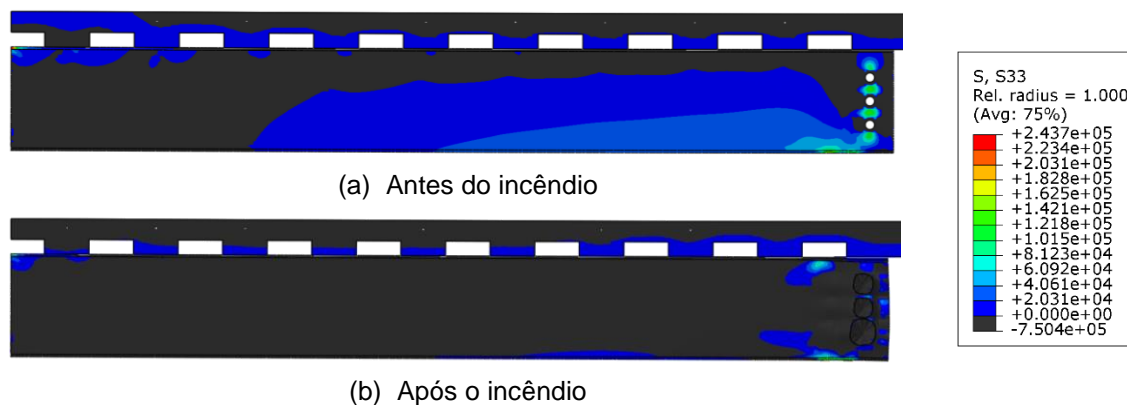 (a) Antes do incêndio
(b) Após o incêndio
S, S33
Rel. radius = 1.000
(Avg: 75%)
+2.437e+05
+2.234e+05
+2.031e+05
+1.828e+05
+1.625e+05
+1.421e+05
+1.218e+05
+1.015e+05
+8.123e+04
+6.092e+04
+4.061e+04
+2.031e+04
+0.000e+00
-7.504e+05